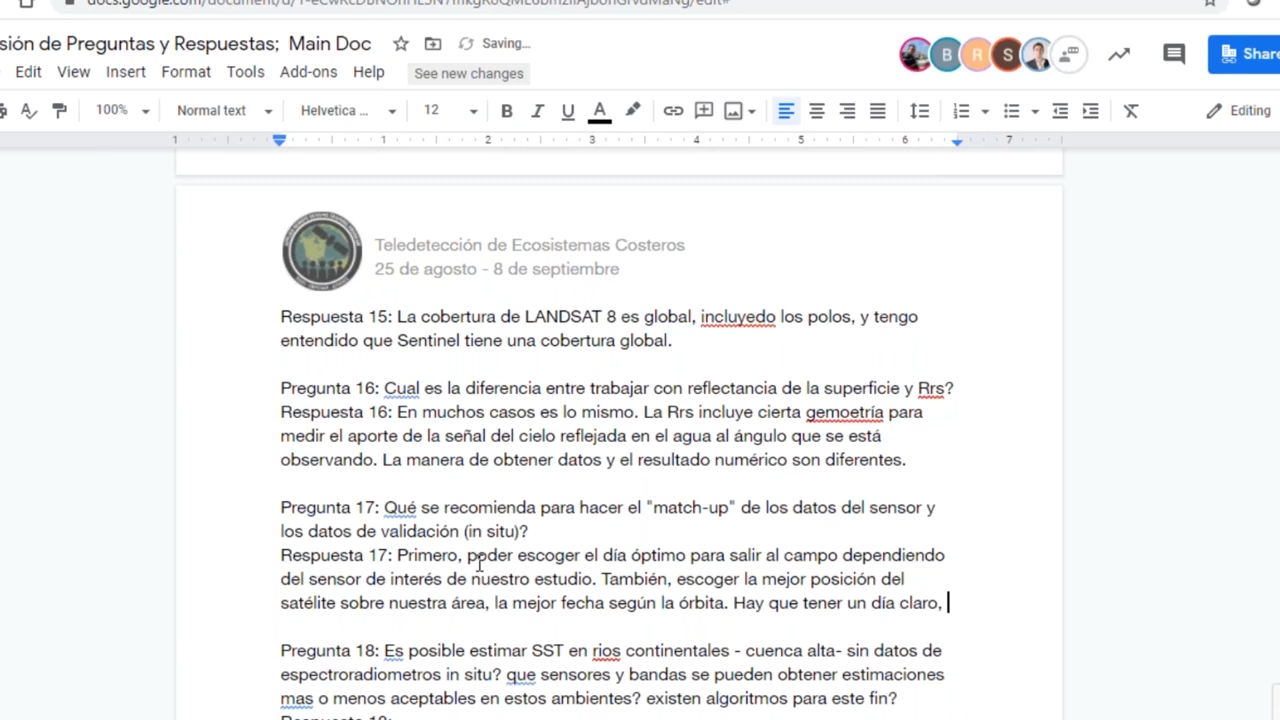 sión de Preguntas y Respuestas;  Main Doc
Saving...
B R S
Share
Edit View Insert Format Tools Add-ons Help See new changes
100% Normal text Helvetica ... 12 B I U A Editing
1 1 2 3 4 5 6 7
Teledetección de Ecosistemas Costeros
25 de agosto - 8 de septiembre
Respuesta 15: La cobertura de LANDSAT 8 es global, incluyedo los polos, y tengo
entendido que Sentinel tiene una cobertura global.
Pregunta 16: Cual es la diferencia entre trabajar con reflectancia de la superficie y Rrs?
Respuesta 16: En muchos casos es lo mismo. La Rrs incluye cierta gemoetría para
medir el aporte de la señal del cielo reflejada en el agua al ángulo que se está
observando. La manera de obtener datos y el resultado numérico son diferentes.
Pregunta 17: Qué se recomienda para hacer el "match-up" de los datos del sensor y
los datos de validación (in situ)?
Respuesta 17: Primero, poder escoger el día óptimo para salir al campo dependiendo
del sensor de interés de nuestro estudio. También, escoger la mejor posición del
satélite sobre nuestra área, la mejor fecha según la órbita. Hay que tener un día claro,
Pregunta 18: Es posible estimar SST en rios continentales - cuenca alta- sin datos de
espectroradiometros in situ? que sensores y bandas se pueden obtener estimaciones
mas o menos aceptables en estos ambientes? existen algoritmos para este fin?
Respuesta 18: